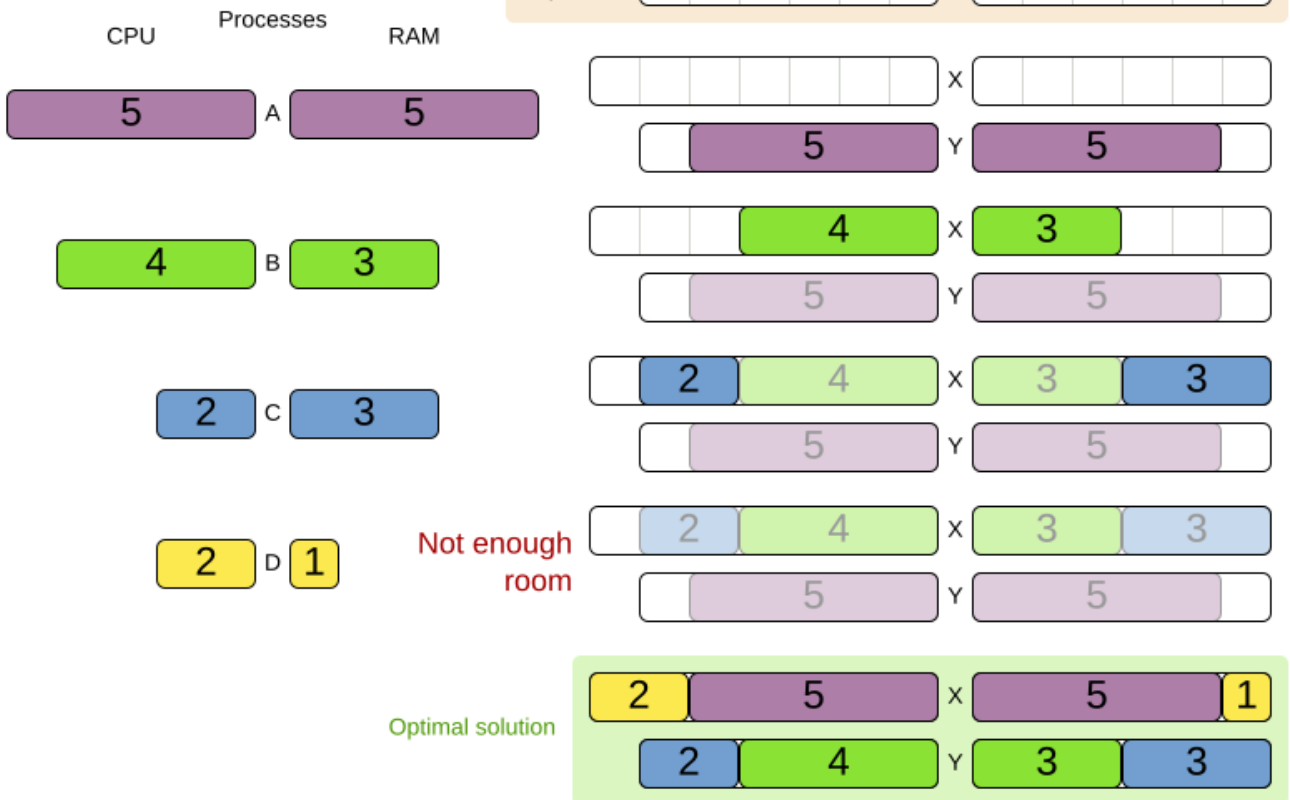 Processes
CPU RAM
X
5 A 5
5 Y 5
4 X 3
4 B 3
5 Y 5
2 4 X 3 3
2 C 3
5 Y 5
2 4 X 3 3
Not enough
room
2 D 1
5 Y 5
2 5 X 5 1
Optimal solution
2 4 Y 3 3